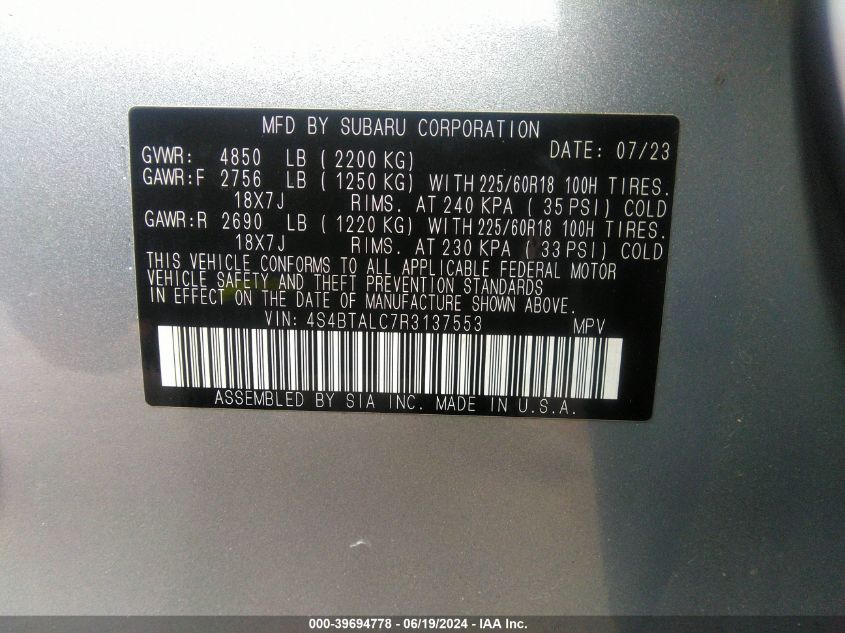 MFD BY SUBARU CORPORATION
DATE: 07/23
GVWR: 4850 LB ( 2200 KG)
GAWR:F 2756 LB ( 1250 KG) WITH 225/60R18 100H TIRES.
18X7J RIMS. AT 240 KPA ( 35 PSI) COLD
GAWR:R 2690 LB ( 1220 KG) WITH 225/60R18 100H TIRES.
18X7J RIMS. AT 230 KPA ( 33 PSI) COLD
THIS VEHICLE CONFORMS TO ALL APPLICABLE FEDERAL MOTOR
VEHICLE SAFETY AND THEFT PREVENTION STANDARDS
IN EFFECT ON THE DATE OF MANUFACTURE SHOWN ABOVE.
VIN: 4S4BTALC7R3137553 MPV
ASSEMBLED BY SIA INC. MADE IN U.S.A.
000-39694778 - 06/19/2024 - IAA Inc.